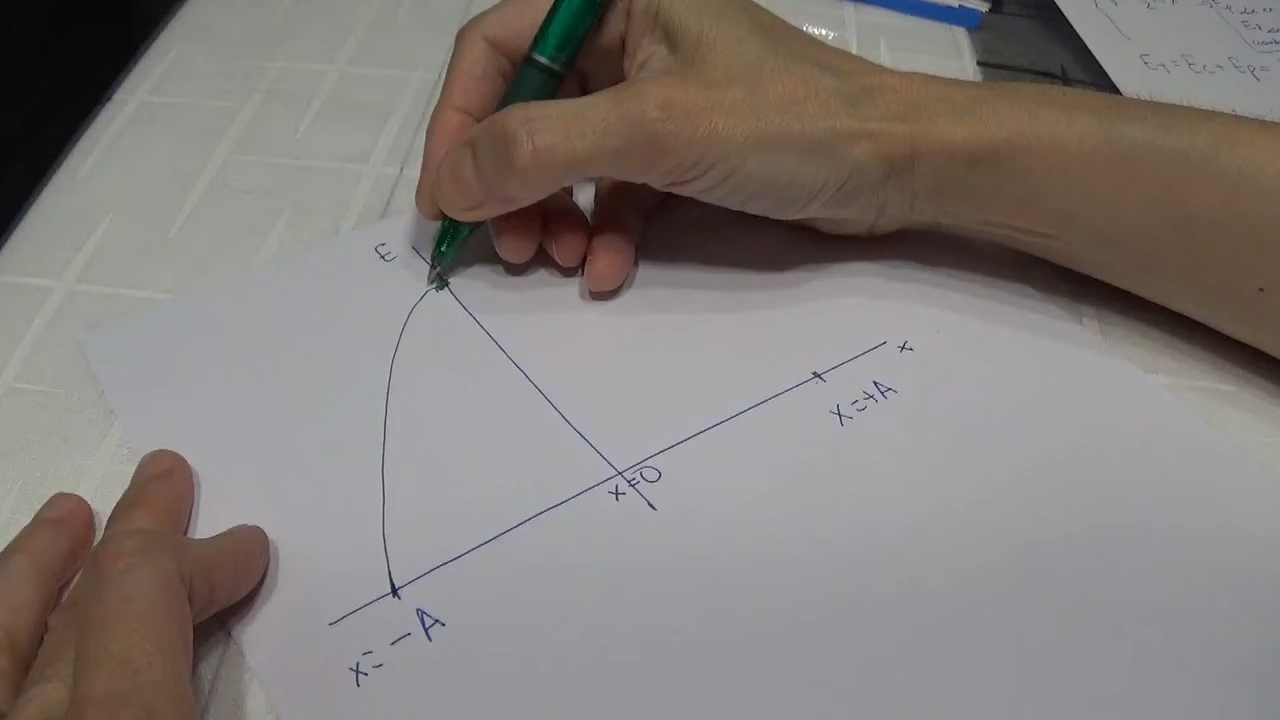 E
x
x=+A
x=0
x=-A
ET=Ec+Ep=